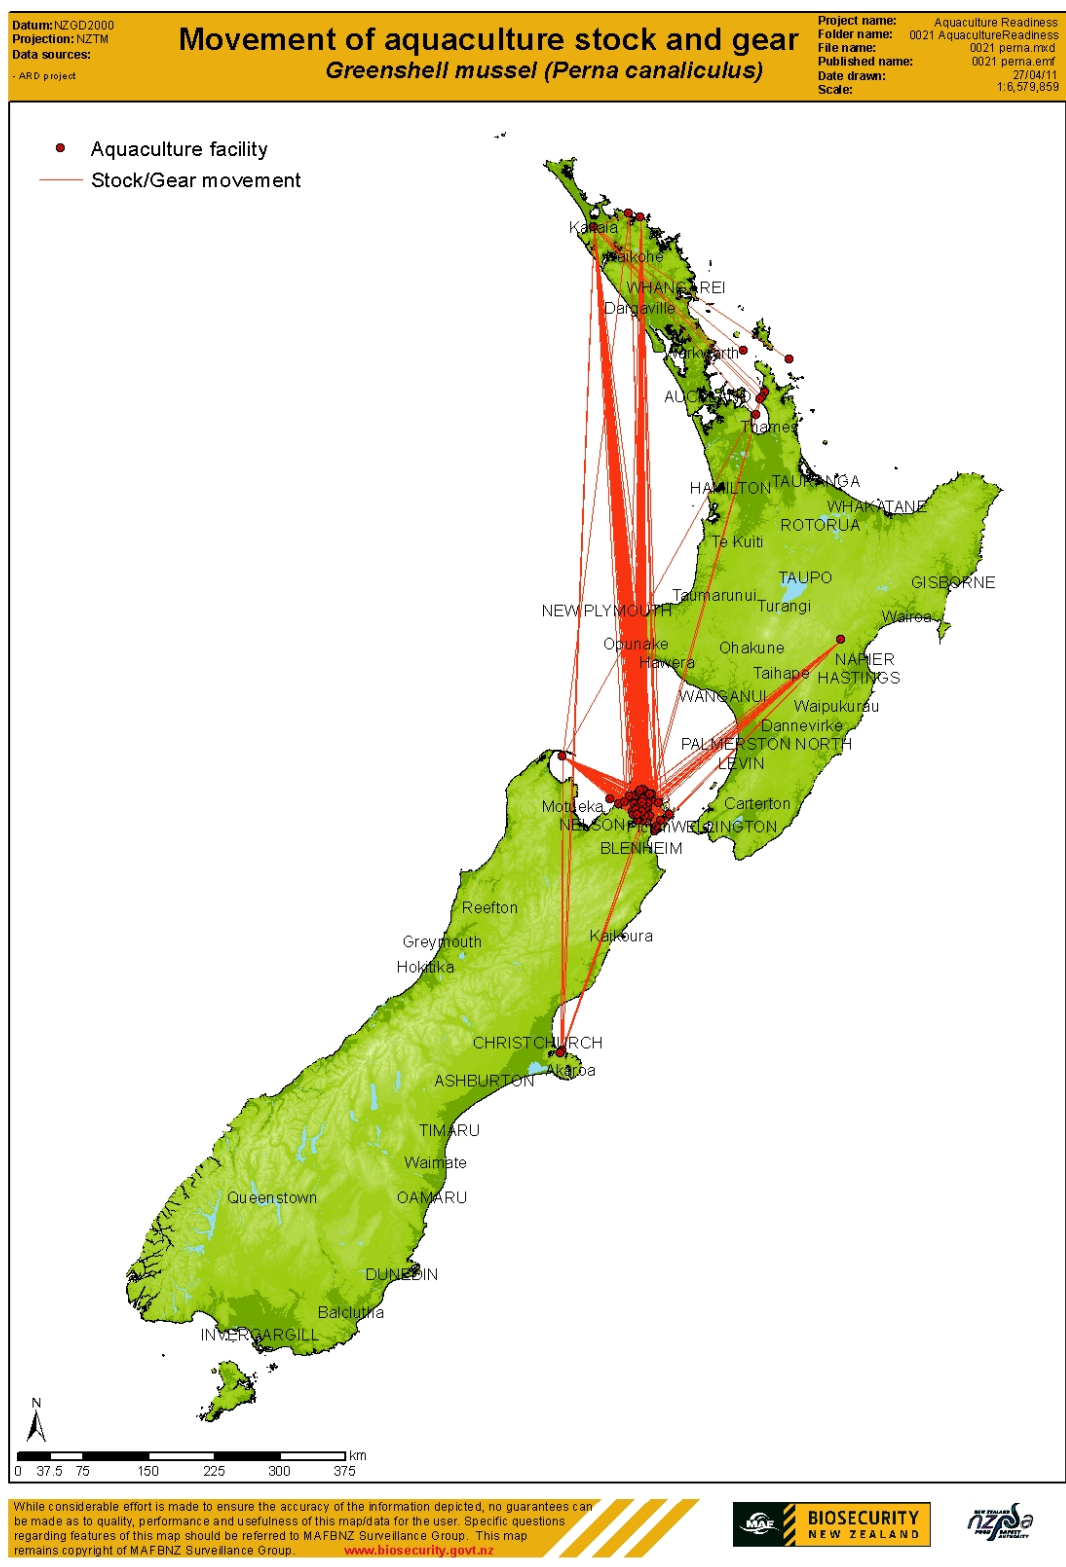 Datum: NZGD2000
Projection: NZTM
Data sources:
- ARD project
Movement of aquaculture stock and gear
Greenshell mussel (Perna canaliculus)
Project name: Aquaculture Readiness
Folder name: 0021 AquacultureReadiness
File name: 0021 perna.mxd
Published name: 0021 perna.emf
Date drawn: 27/04/11
Scale: 1:6,579,859
Aquaculture facility
Stock/Gear movement
Kaitaia
Kaikohe
WHANGAREI
Dargaville
Warkworth
AUCKLAND
Thames
HAMILTON
TAURANGA
WHAKATANE
ROTORUA
Te Kuiti
TAUPO
GISBORNE
Taumarunui
Turangi
NEW PLYMOUTH
Wairoa
Opunake
Ohakune
Hawera
NAPIER
Taihape
HASTINGS
WANGANUI
Waipukurau
Dannevirke
PALMERSTON NORTH
LEVIN
Motueka
Carterton
NELSON
Picton
WELLINGTON
BLENHEIM
Reefton
Kaikoura
Greymouth
Hokitika
CHRISTCHURCH
Akaroa
ASHBURTON
TIMARU
Waimate
Queenstown
OAMARU
DUNEDIN
Balclutha
INVERCARGILL
N
km
0 37.5 75 150 225 300 375
While considerable effort is made to ensure the accuracy of the information depicted, no guarantees can
be made as to quality, performance and usefulness of this map/data for the user. Specific questions
regarding features of this map should be referred to MAFBNZ Surveillance Group. This map
remains copyright of MAFBNZ Surveillance Group. www.biosecurity.govt.nz
MAF
BIOSECURITY
NEW ZEALAND
NEW ZEALAND
nzfsa
FOOD SAFETY
AUTHORITY